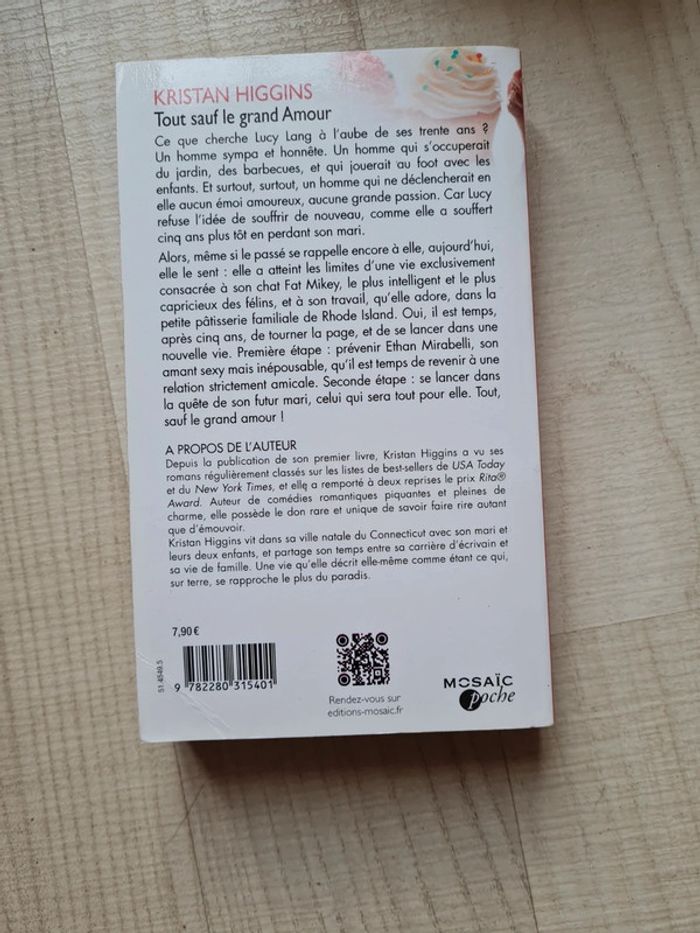 KRISTAN HIGGINS
Tout sauf le grand Amour
Ce que cherche Lucy Lang à l'aube de ses trente ans ?
Un homme sympa et honnête. Un homme qui s'occuperait
du jardin, des barbecues, et qui jouerait au foot avec les
enfants. Et surtout, surtout, un homme qui ne déclencherait en
elle aucun émoi amoureux, aucune grande passion. Car Lucy
refuse l'idée de souffrir de nouveau, comme elle a souffert
cinq ans plus tôt en perdant son mari.
Alors, même si le passé se rappelle encore à elle, aujourd'hui,
elle le sent : elle a atteint les limites d'une vie exclusivement
consacrée à son chat Fat Mikey, le plus intelligent et le plus
capricieux des félins, et à son travail, qu'elle adore, dans la
petite pâtisserie familiale de Rhode Island. Oui, il est temps,
après cinq ans, de tourner la page, et de se lancer dans une
nouvelle vie. Première étape : prévenir Ethan Mirabelli, son
amant sexy mais inépousable, qu'il est temps de revenir à une
relation strictement amicale. Seconde étape : se lancer dans
la quête de son futur mari, celui qui sera tout pour elle. Tout,
sauf le grand amour !
A PROPOS DE L'AUTEUR
Depuis la publication de son premier livre, Kristan Higgins a vu ses
romans régulièrement classés sur les listes de best-sellers de USA Today
et du New York Times, et elle a remporté à deux reprises le prix Rita®
Award. Auteur de comédies romantiques piquantes et pleines de
charme, elle possède le don rare et unique de savoir faire rire autant
que d'émouvoir.
Kristan Higgins vit dans sa ville natale du Connecticut avec son mari et
leurs deux enfants, et partage son temps entre sa carrière d'écrivain et
sa vie de famille. Une vie qu'elle décrit elle-même comme étant ce qui,
sur terre, se rapproche le plus du paradis.
7,90 €
51.4549.5
9 782280 315401
Rendez-vous sur
editions-mosaic.fr
MOSAÏC
poche